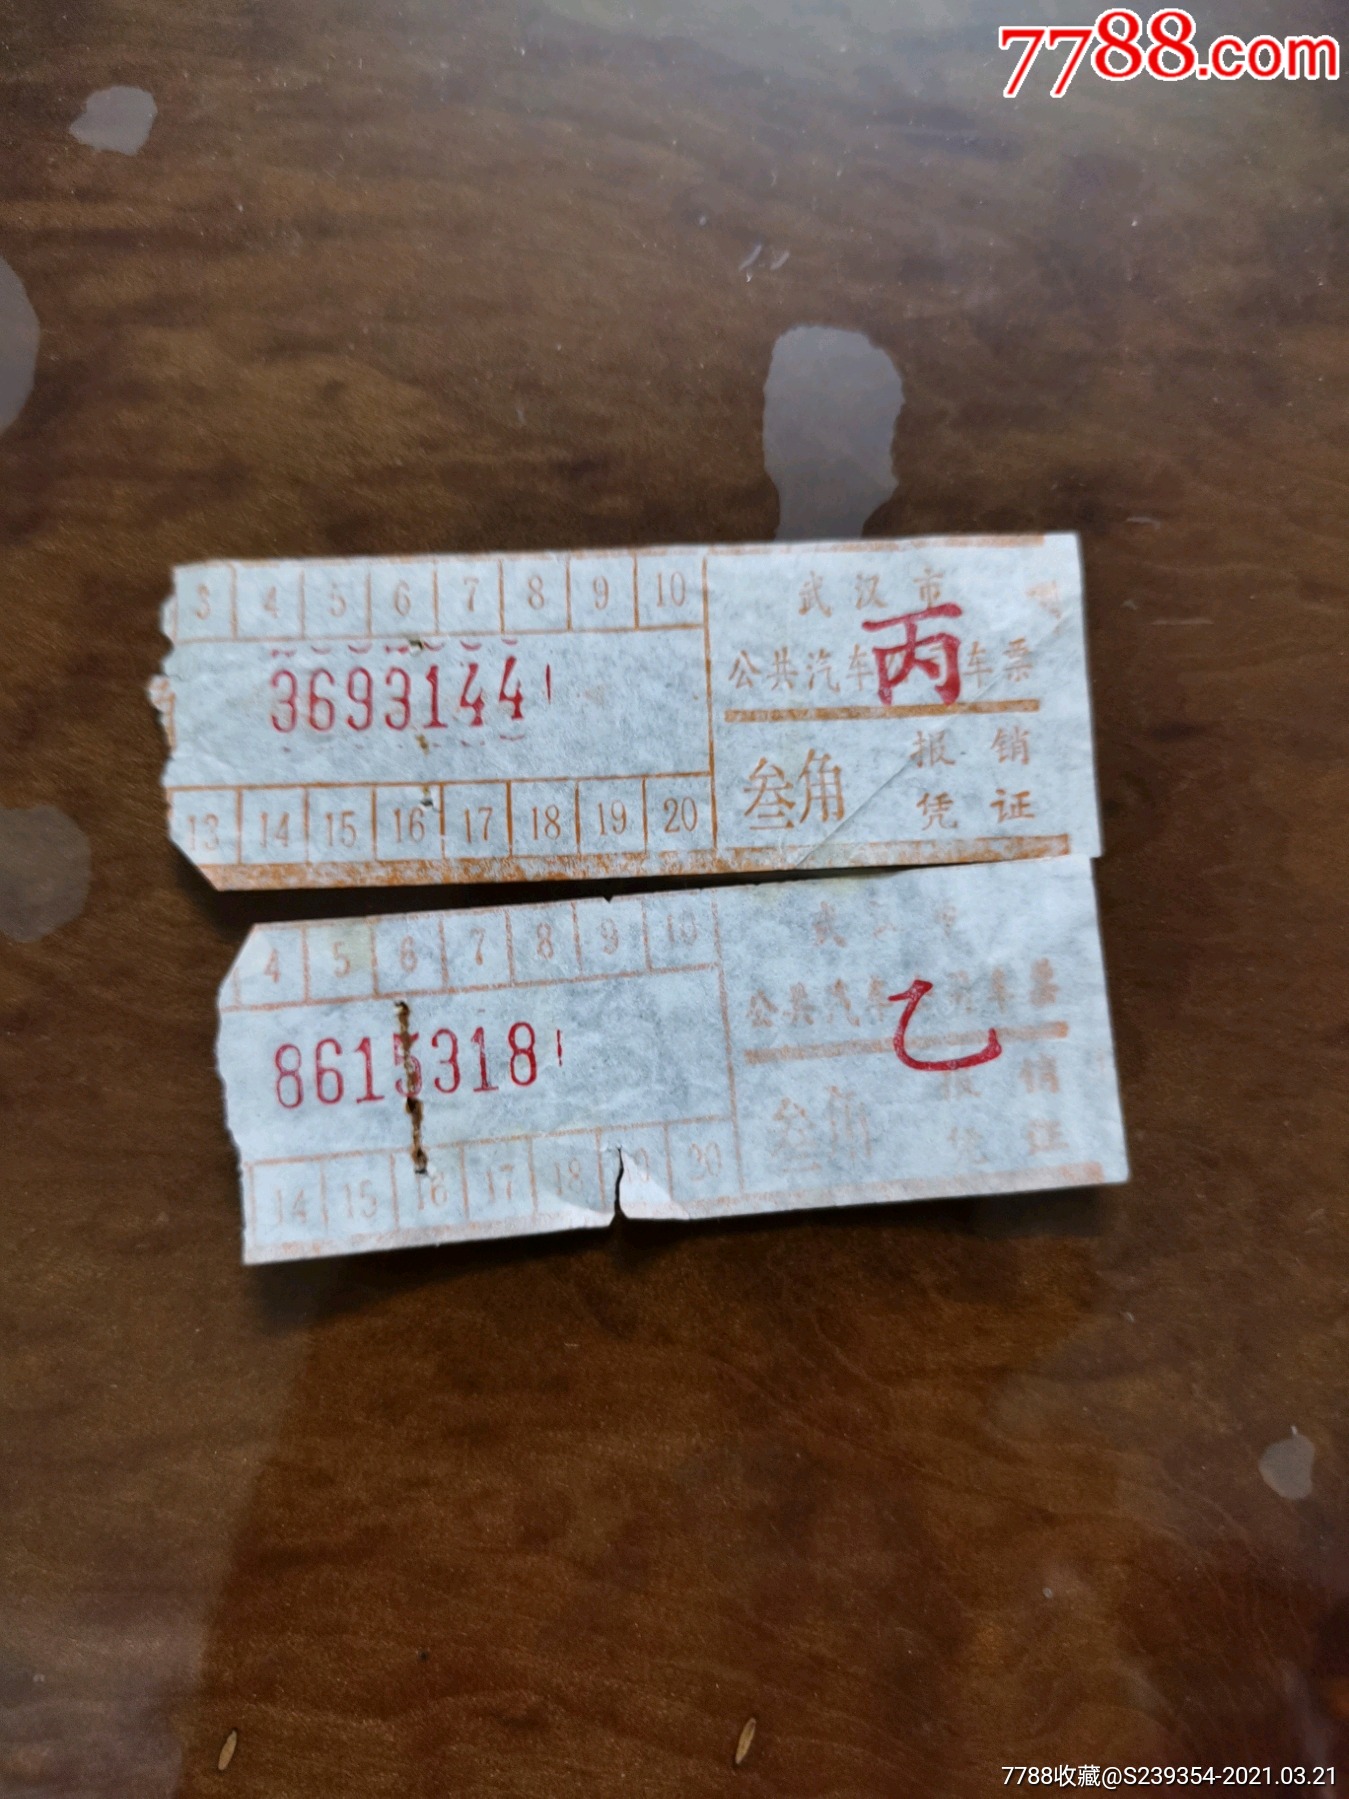 7788.com
3 4 5 6 7 8 9 10
武汉市
丙
公共汽车 车票
3693144
叁角
报销
凭证
13 14 15 16 17 18 19 20
4 5 6 7 8 9 10
武汉市
公共汽车 车票
乙
8615318
叁角
报销
凭证
14 15 16 17 18 19 20
7788收藏@S239354-2021.03.21